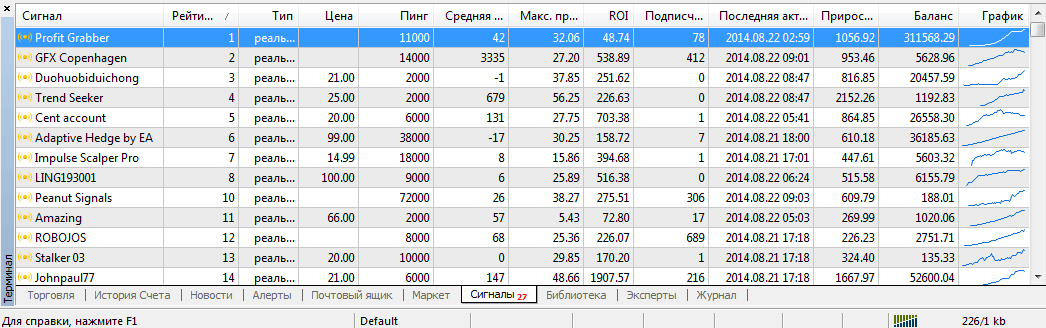 Сигнал Рейти... / Тип Цена Пинг Средняя ... Макс. пр... ROI Подписч... Последняя акт... Прирос... Баланс График
Profit Grabber 1 реаль... 11000 42 32.06 48.74 78 2014.08.22 02:59 1056.92 311568.29
GFX Copenhagen 2 реаль... 14000 3335 27.20 538.89 412 2014.08.22 09:01 953.46 5628.96
Duohuobiduichong 3 реаль... 21.00 2000 -1 37.85 251.62 0 2014.08.22 08:47 816.85 20457.59
Trend Seeker 4 реаль... 25.00 2000 679 56.25 226.63 0 2014.08.22 08:47 2152.26 1192.83
Cent account 5 реаль... 20.00 6000 131 27.75 703.38 1 2014.08.22 05:41 864.85 26558.30
Adaptive Hedge by EA 6 реаль... 99.00 38000 -17 30.25 158.72 7 2014.08.21 18:00 610.18 36185.63
Impulse Scalper Pro 7 реаль... 14.99 18000 8 15.86 394.68 1 2014.08.21 17:01 447.61 5603.32
LING193001 8 реаль... 100.00 9000 6 25.89 516.38 0 2014.08.22 06:24 515.58 6155.79
Peanut Signals 10 реаль... 72000 26 38.27 275.51 306 2014.08.22 09:03 609.79 188.01
Amazing 11 реаль... 66.00 2000 57 5.43 72.80 17 2014.08.22 05:03 269.99 1020.06
ROBOJOS 12 реаль... 8000 68 25.36 226.07 689 2014.08.21 17:18 226.23 2751.71
Stalker 03 13 реаль... 20.00 10000 0 29.85 170.20 1 2014.08.21 17:18 324.40 135.33
Johnpaul77 14 реаль... 21.00 6000 147 48.66 1907.57 216 2014.08.21 17:18 1667.97 52600.04
Терминал
Торговля История Счета Новости Алерты Почтовый ящик Маркет Сигналы 27 Библиотека Эксперты Журнал
Для справки, нажмите F1 Default 226/1 kb